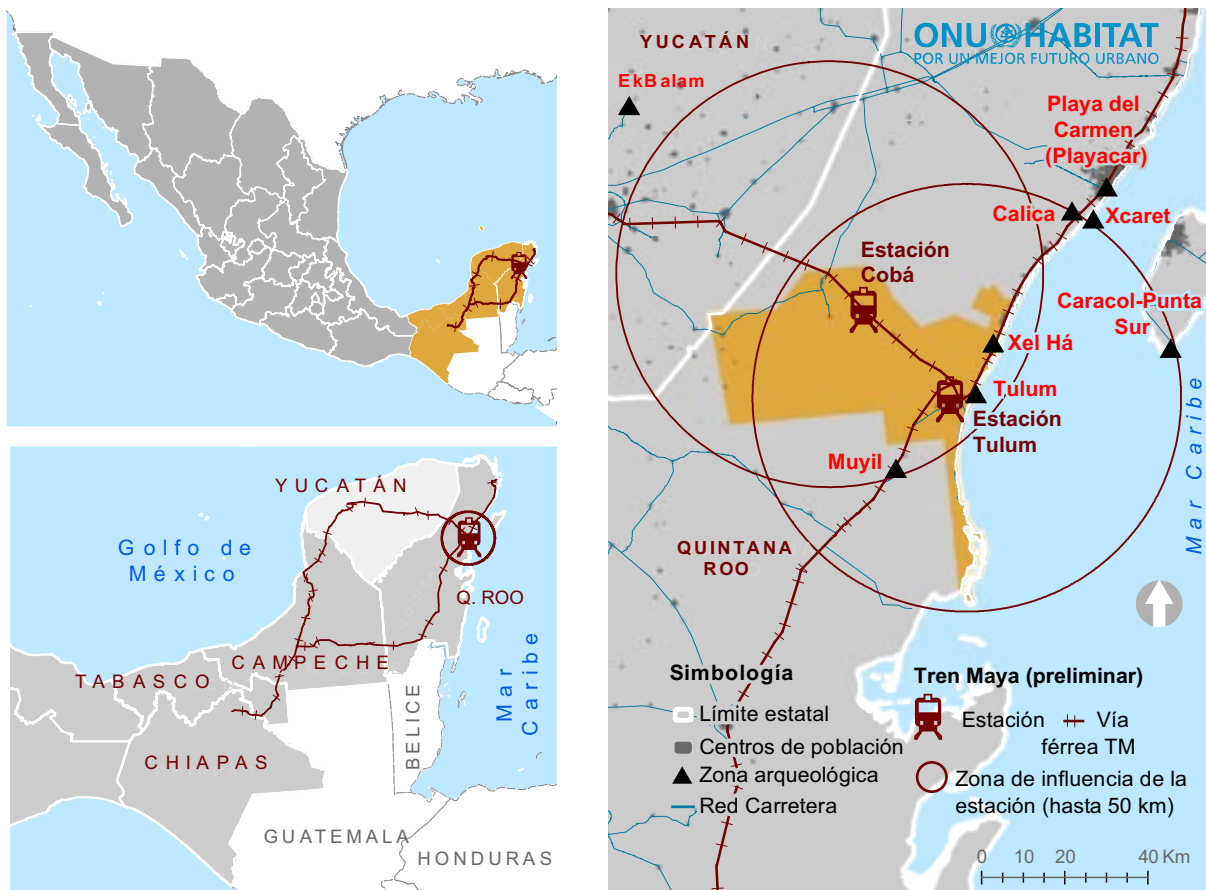 YUCATÁN
Golfo de
México
Q. ROO
CAMPECHE
TABASCO
CHIAPAS
BELICE
Mar
Caribe
GUATEMALA
HONDURAS
ONU HABITAT
POR UN MEJOR FUTURO URBANO
YUCATÁN
EkBalam
Playa del
Carmen
(Playacar)
Calica
Xcaret
Estación
Cobá
Caracol-Punta
Sur
Xel Há
Tulum
Estación
Tulum
Muyil
Mar Caribe
QUINTANA
ROO
Simbología
Límite estatal
Centros de población
Zona arqueológica
Red Carretera
Tren Maya (preliminar)
Estación
Vía
férrea TM
Zona de influencia de la
estación (hasta 50 km)
0 10 20 40 Km